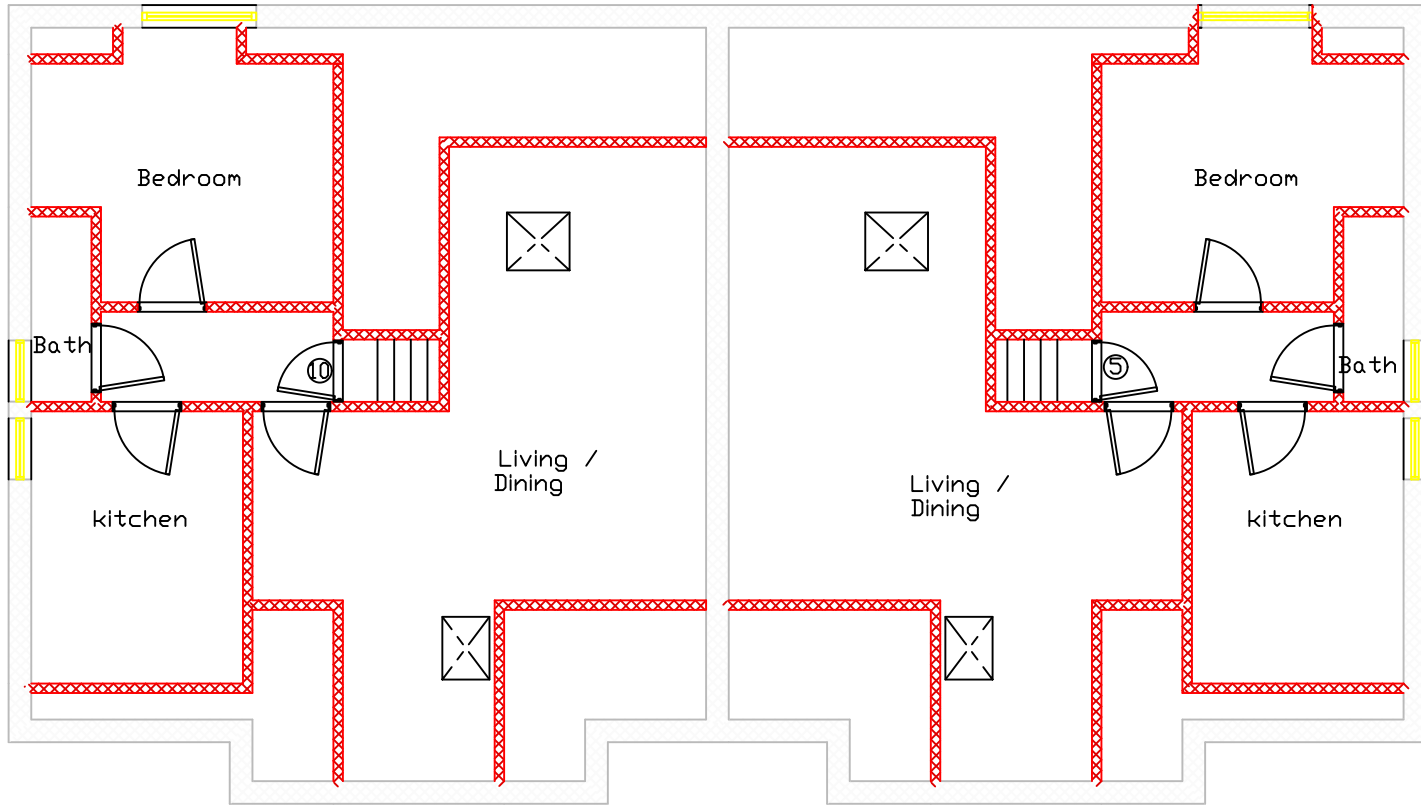 Bedroom
Bedroom
Bath
10
5
Bath
Living /
Dining
Living /
Dining
kitchen
kitchen